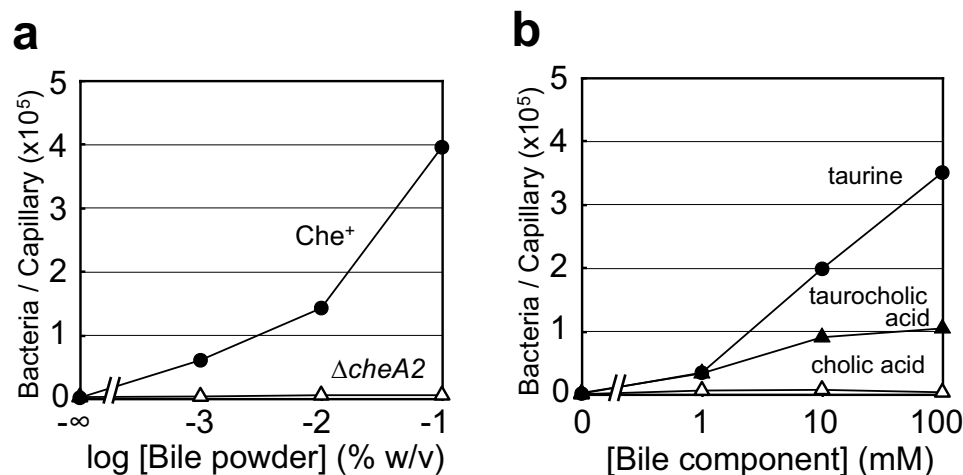 a
Bacteria / Capillary (x10⁵)
5
4
3
2
1
0
Che⁺
ΔcheA2
-∞
-3
-2
-1
log [Bile powder] (% w/v)
b
Bacteria / Capillary (x10⁵)
5
4
3
2
1
0
taurine
taurocholic
acid
cholic acid
0
1
10
100
[Bile component] (mM)